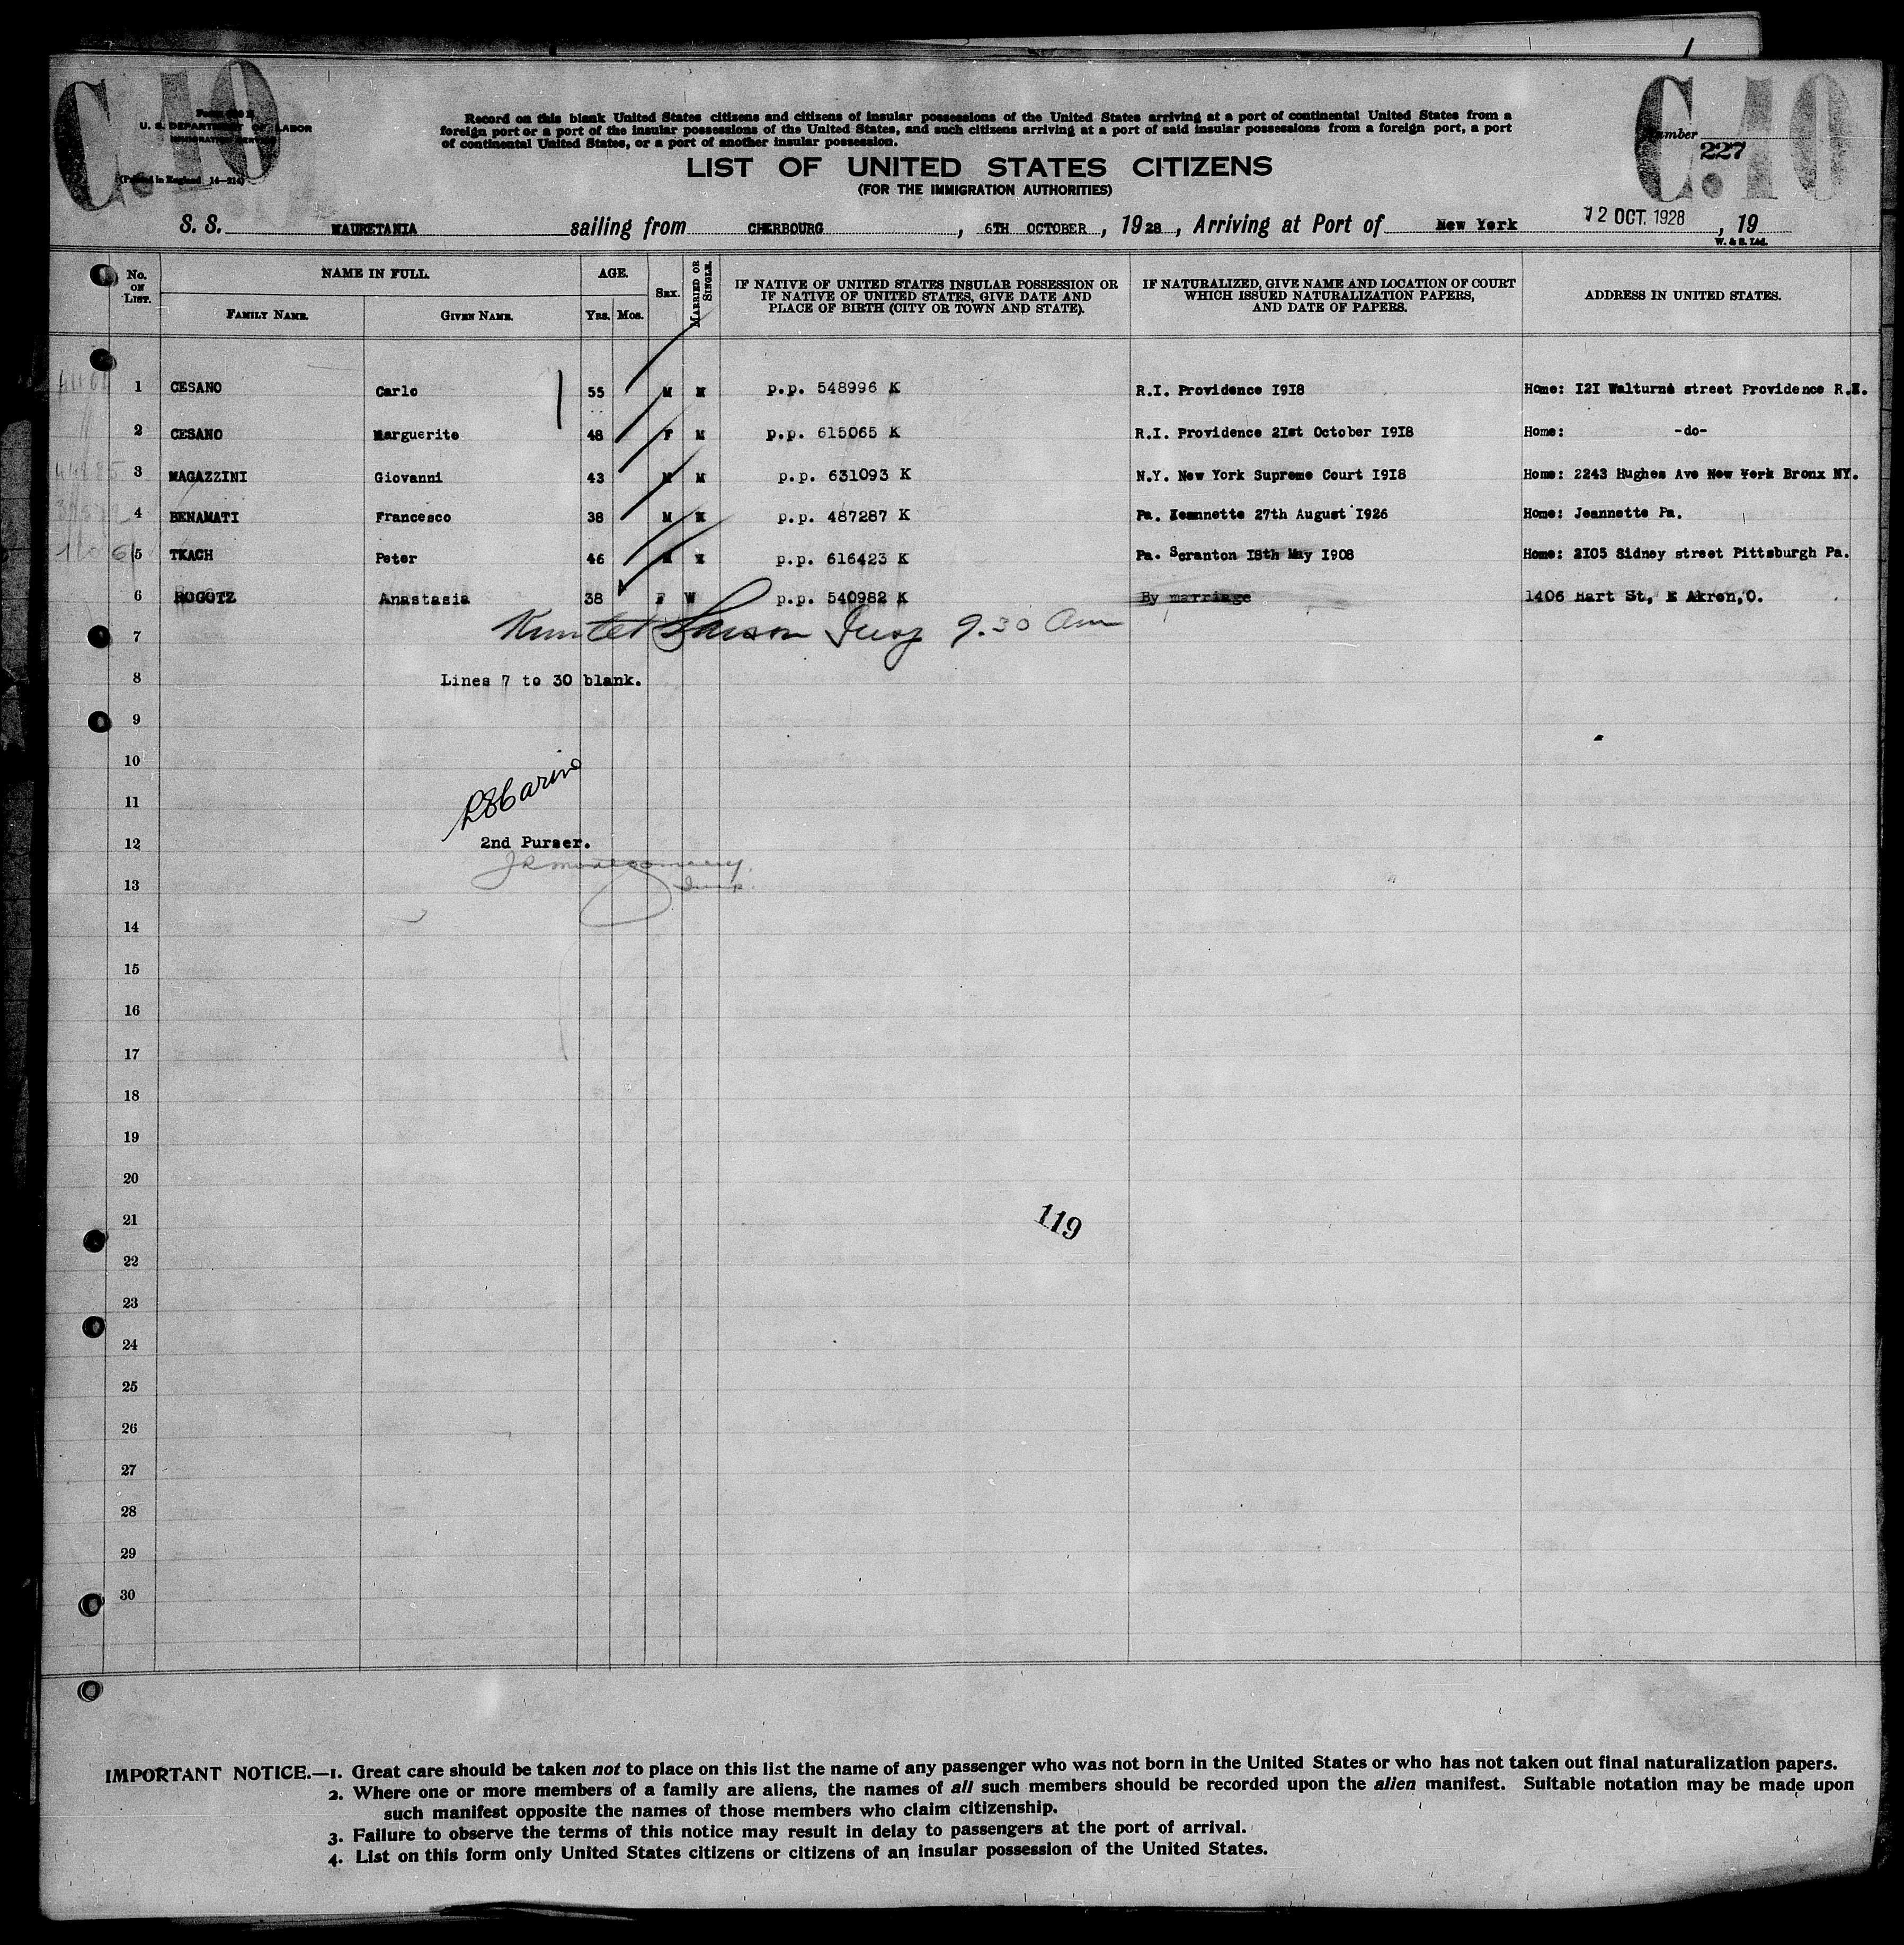 C.10
C.10
U. S. DEPARTMENT OF LABOR
IMMIGRATION SERVICE
(Printed in England 14—214)
Record on this blank United States citizens and citizens of insular possessions of the United States arriving at a port of continental United States from a
foreign port or a port of the insular possessions of the United States, and such citizens arriving at a port of said insular possessions from a foreign port, a port
of continental United States, or a port of another insular possession.
Number
227
LIST OF UNITED STATES CITIZENS
(FOR THE IMMIGRATION AUTHORITIES)
S. S. MAURETANIA sailing from CHERBOURG, 6TH OCTOBER, 1928, Arriving at Port of New York 12 OCT. 1928, 19
W. & S. Ltd.
No. ON LIST. NAME IN FULL. FAMILY NAME. GIVEN NAME. AGE. YRS. MOS. SEX. MARRIED OR SINGLE. IF NATIVE OF UNITED STATES INSULAR POSSESSION OR IF NATIVE OF UNITED STATES, GIVE DATE AND PLACE OF BIRTH (CITY OR TOWN AND STATE). IF NATURALIZED, GIVE NAME AND LOCATION OF COURT WHICH ISSUED NATURALIZATION PAPERS, AND DATE OF PAPERS. ADDRESS IN UNITED STATES.
1 CESANO Carlo 55 M M p.p. 548996 K R.I. Providence 1918 Home: 121 Walturne street Providence R.I.
2 CESANO Marguerite 48 F M p.p. 615065 K R.I. Providence 21st October 1918 Home: -do-
3 MAGAZZINI Giovanni 43 M M p.p. 631093 K N.Y. New York Supreme Court 1918 Home: 2243 Hughes Ave New York Bronx NY.
4 BENAMATI Francesco 38 M M p.p. 487287 K Pa. Jeannette 27th August 1926 Home: Jeannette Pa.
5 TKACH Peter 46 M M p.p. 616423 K Pa. Scranton 18th May 1908 Home: 2105 Sidney street Pittsburgh Pa.
6 ROGOTZ Anastasia 38 F W p.p. 540982 K By marriage 1406 Hart St, E Akron, O.
7 Insp 9.30 Am
8 Lines 7 to 30 blank.
9
10
11
12 2nd Purser.
13 Insp.
14
15
16
17
18
19
20
21 119
22
23
24
25
26
27
28
29
30
IMPORTANT NOTICE.—1. Great care should be taken not to place on this list the name of any passenger who was not born in the United States or who has not taken out final naturalization papers.
2. Where one or more members of a family are aliens, the names of all such members should be recorded upon the alien manifest. Suitable notation may be made upon
such manifest opposite the names of those members who claim citizenship.
3. Failure to observe the terms of this notice may result in delay to passengers at the port of arrival.
4. List on this form only United States citizens or citizens of an insular possession of the United States.